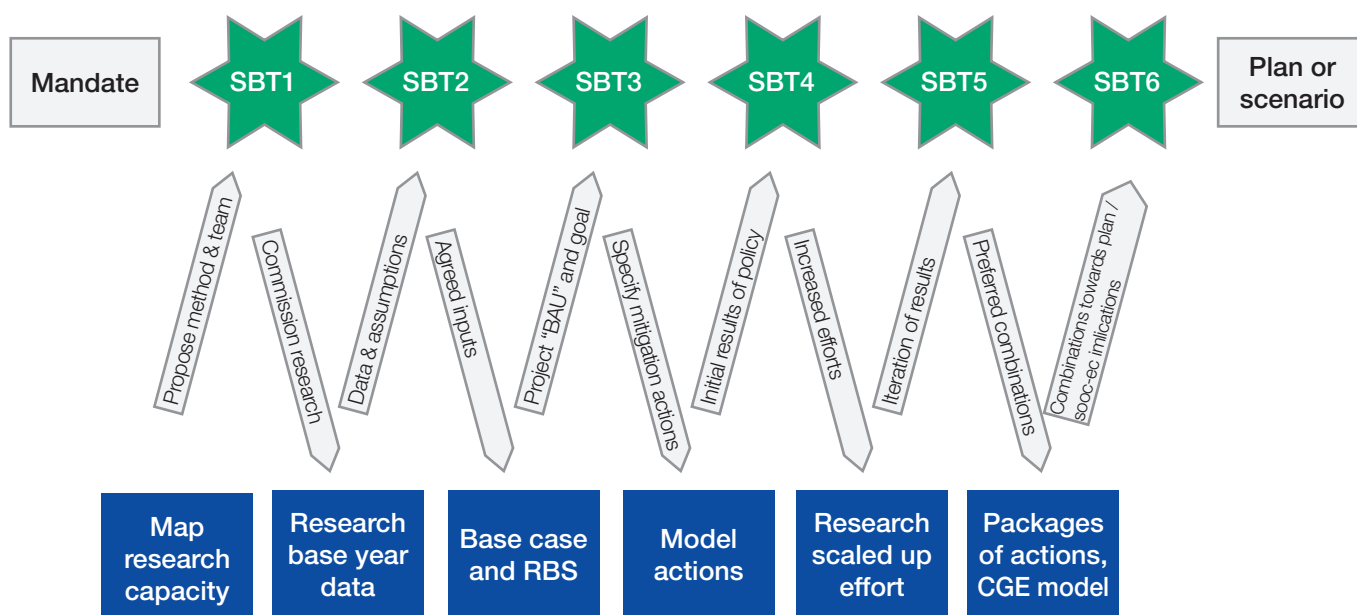 Mandate
SBT1
SBT2
SBT3
SBT4
SBT5
SBT6
Plan or
scenario
Propose method & team
Commission research
Data & assumptions
Agreed inputs
Project “BAU” and goal
Specify mitigation actions
Initial results of policy
Increased efforts
Iteration of results
Preferred combinations
Combinations towards plan /
sooc-ec imlications
Map
research
capacity
Research
base year
data
Base case
and RBS
Model
actions
Research
scaled up
effort
Packages
of actions,
CGE model